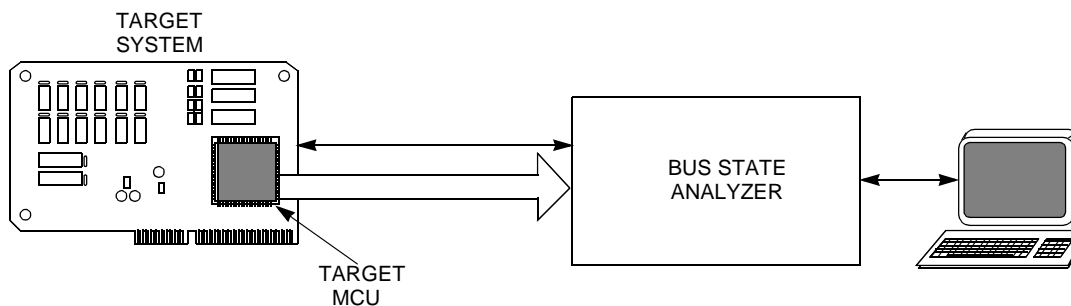 TARGET
SYSTEM
BUS STATE
ANALYZER
TARGET
MCU